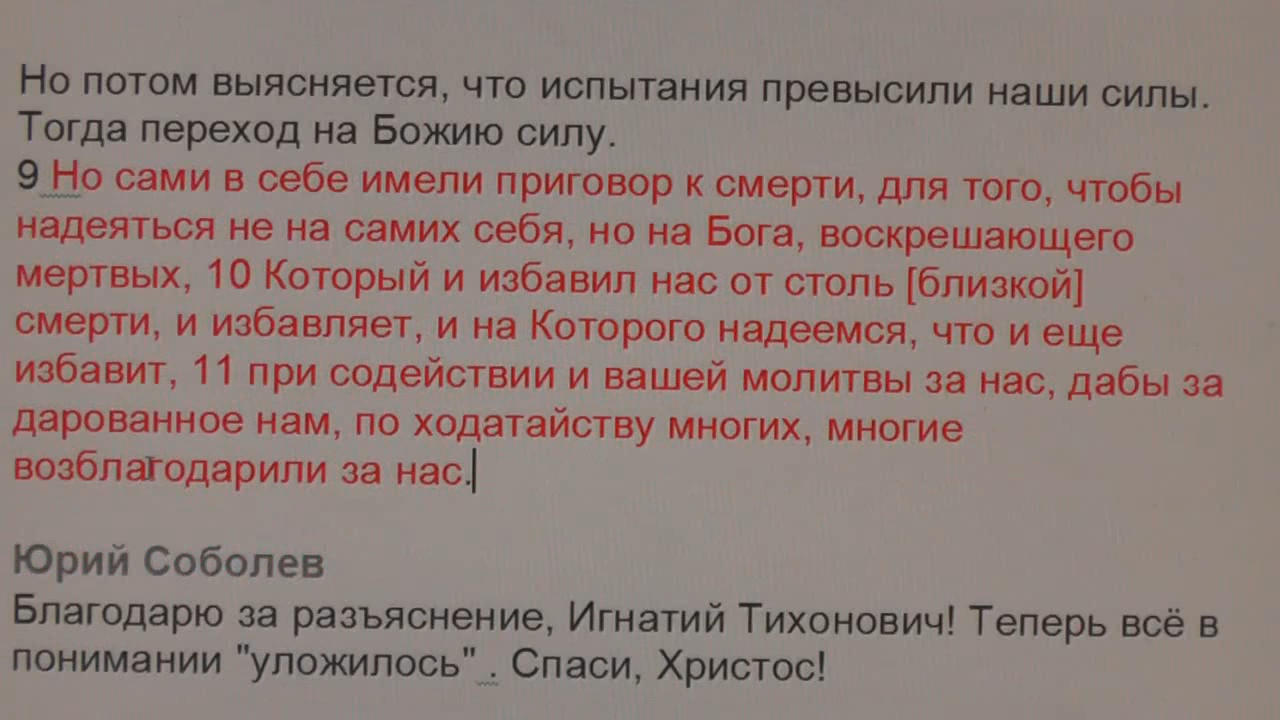 Но потом выясняется, что испытания превысили наши силы.
Тогда переход на Божию силу.
9 Но сами в себе имели приговор к смерти, для того, чтобы
надеяться не на самих себя, но на Бога, воскрешающего
мертвых, 10 Который и избавил нас от столь [близкой]
смерти, и избавляет, и на Которого надеемся, что и еще
избавит, 11 при содействии и вашей молитвы за нас, дабы за
дарованное нам, по ходатайству многих, многие
возблагодарили за нас.
Юрий Соболев
Благодарю за разъяснение, Игнатий Тихонович! Теперь всё в
понимании "уложилось" . Спаси, Христос!